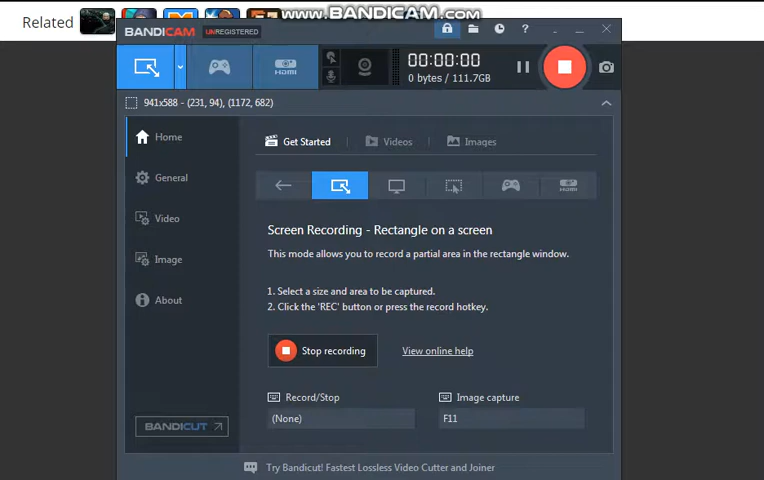 Related
www.BANDICAM.com
BANDICAM UNREGISTERED
HDMI
00:00:00
0 bytes / 111.7GB
941x588 - (231, 94), (1172, 682)
Home
General
Video
Image
About
BANDICUT
Get Started
Videos
Images
Screen Recording - Rectangle on a screen
This mode allows you to record a partial area in the rectangle window.
1. Select a size and area to be captured.
2. Click the 'REC' button or press the record hotkey.
Stop recording
View online help
Record/Stop
Image capture
(None)
F11
Try Bandicut! Fastest Lossless Video Cutter and Joiner